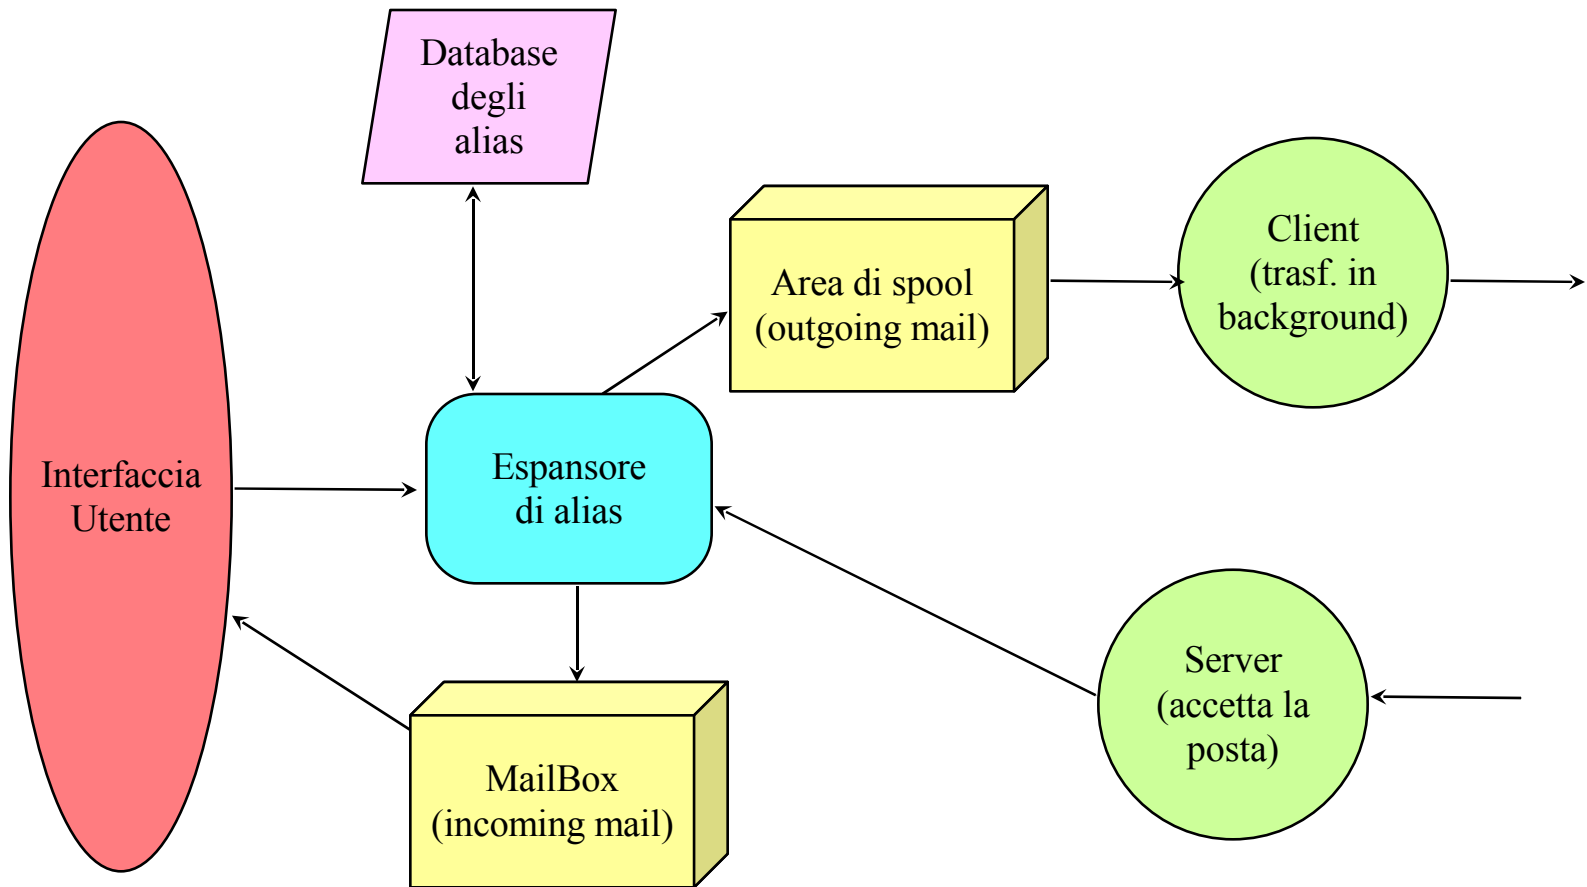 Database
degli
alias
Area di spool
(outgoing mail)
Client
(trasf. in
background)
Interfaccia
Utente
Espansore
di alias
Server
(accetta la
posta)
MailBox
(incoming mail)